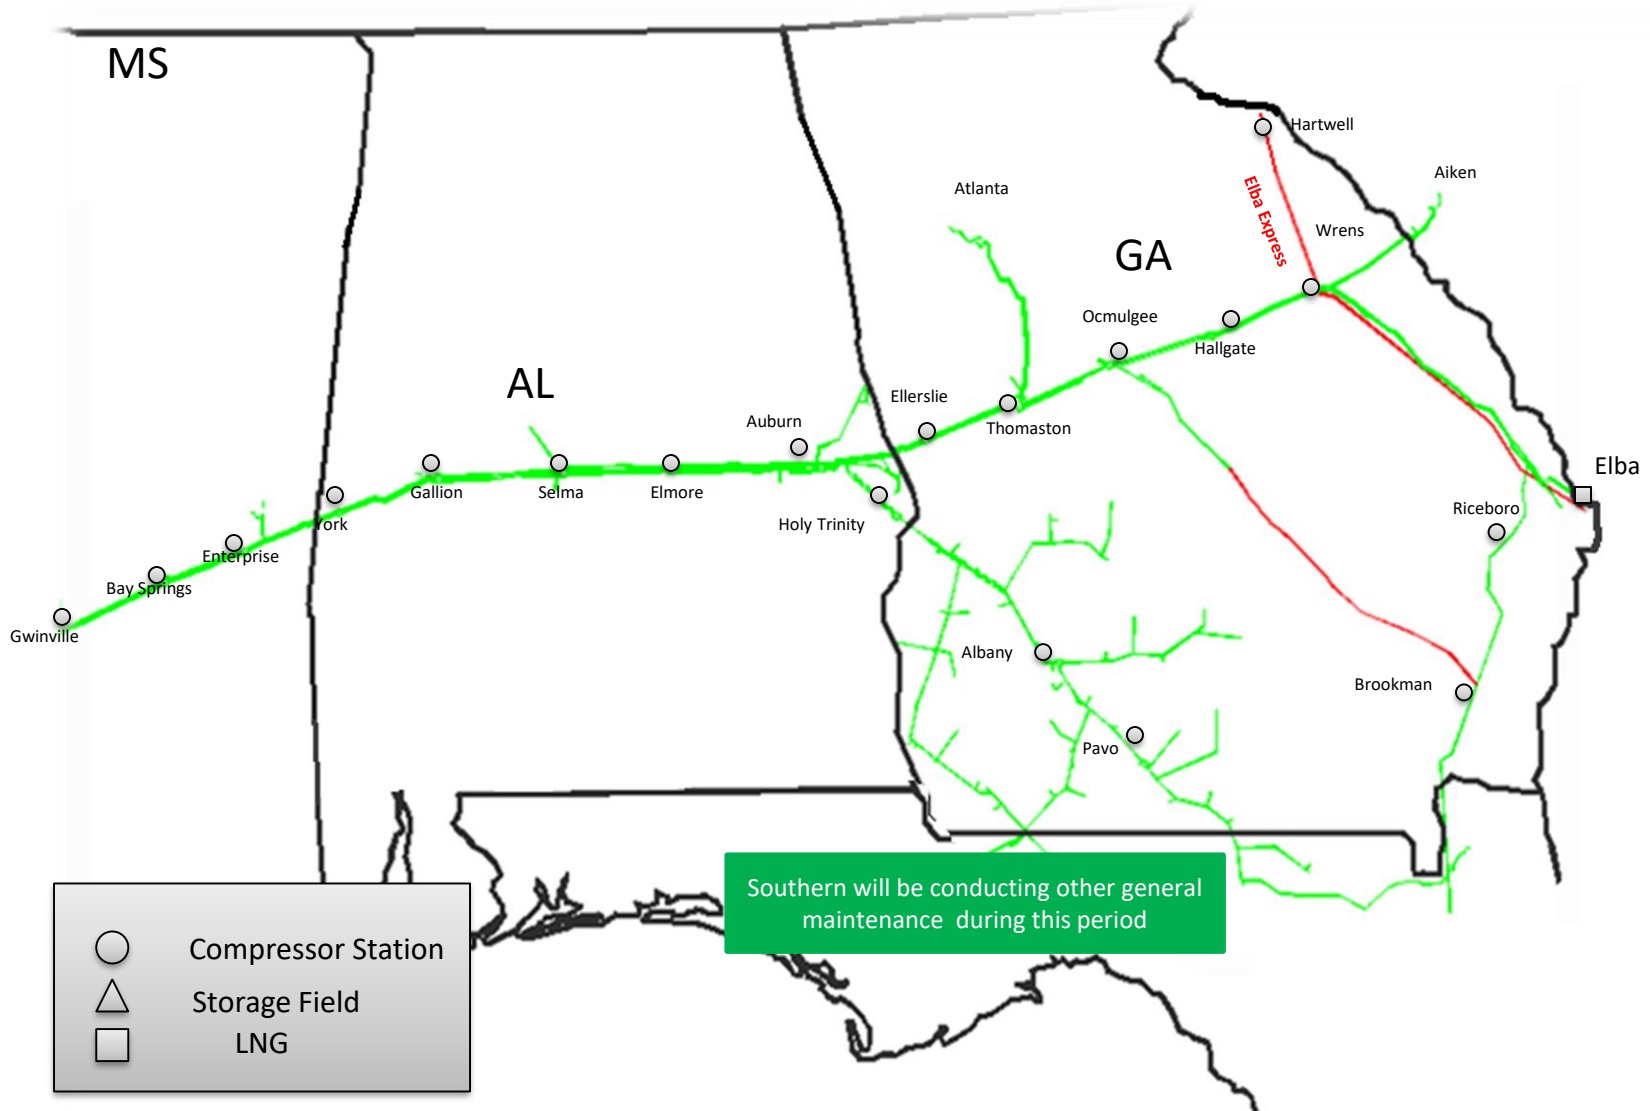 MS
Hartwell
Aiken
Atlanta
Elba Express
Wrens
GA
Ocmulgee
Hallgate
AL
Ellerslie
Auburn
Thomaston
Elba
Gallion
Selma
Elmore
Riceboro
York
Holy Trinity
Enterprise
Bay Springs
Gwinville
Albany
Brookman
Pavo
Southern will be conducting other general
maintenance during this period
Compressor Station
Storage Field
LNG